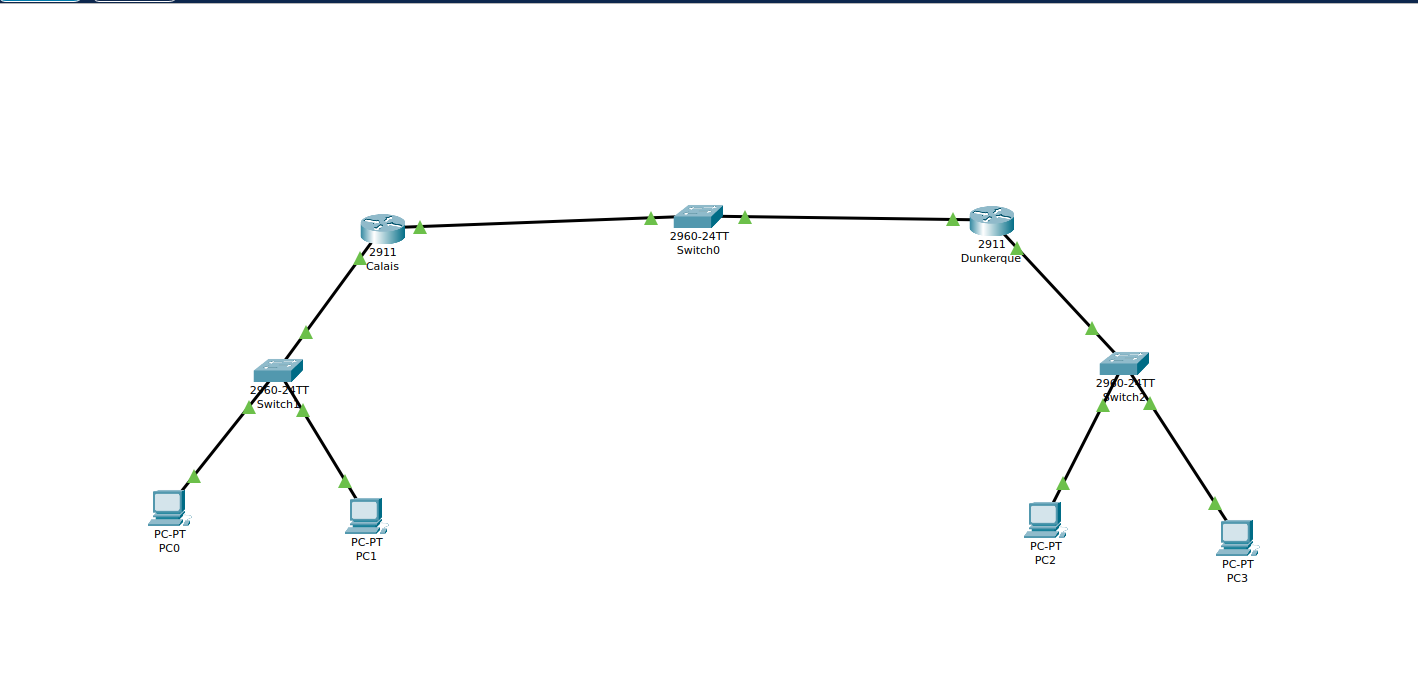 2960-24TT
Switch0
2911
Calais
2911
Dunkerque
2960-24TT
Switch1
2960-24TT
Switch2
PC-PT
PC0
PC-PT
PC1
PC-PT
PC2
PC-PT
PC3